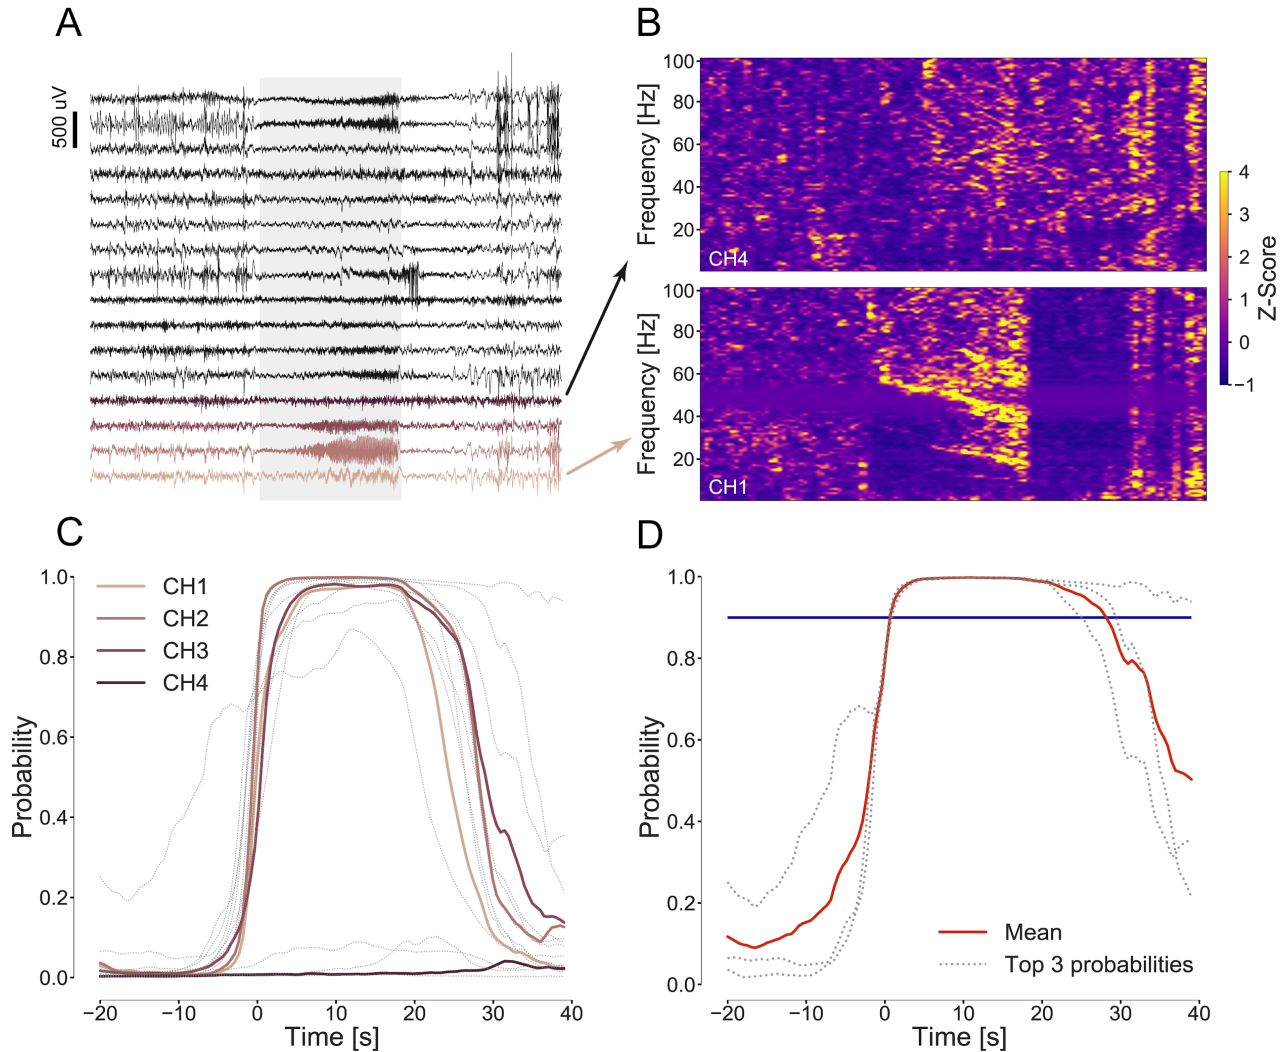 A
500 uV
B
100
80
60
40
20
Frequency [Hz]
CH4
100
80
60
40
20
Frequency [Hz]
CH1
4
3
2
1
0
−1
Z-Score
C
1.0
0.8
0.6
0.4
0.2
0.0
Probability
CH1
CH2
CH3
CH4
−20 −10 0 10 20 30 40
Time [s]
D
1.0
0.8
0.6
0.4
0.2
0.0
Probability
Mean
Top 3 probabilities
−20 −10 0 10 20 30 40
Time [s]